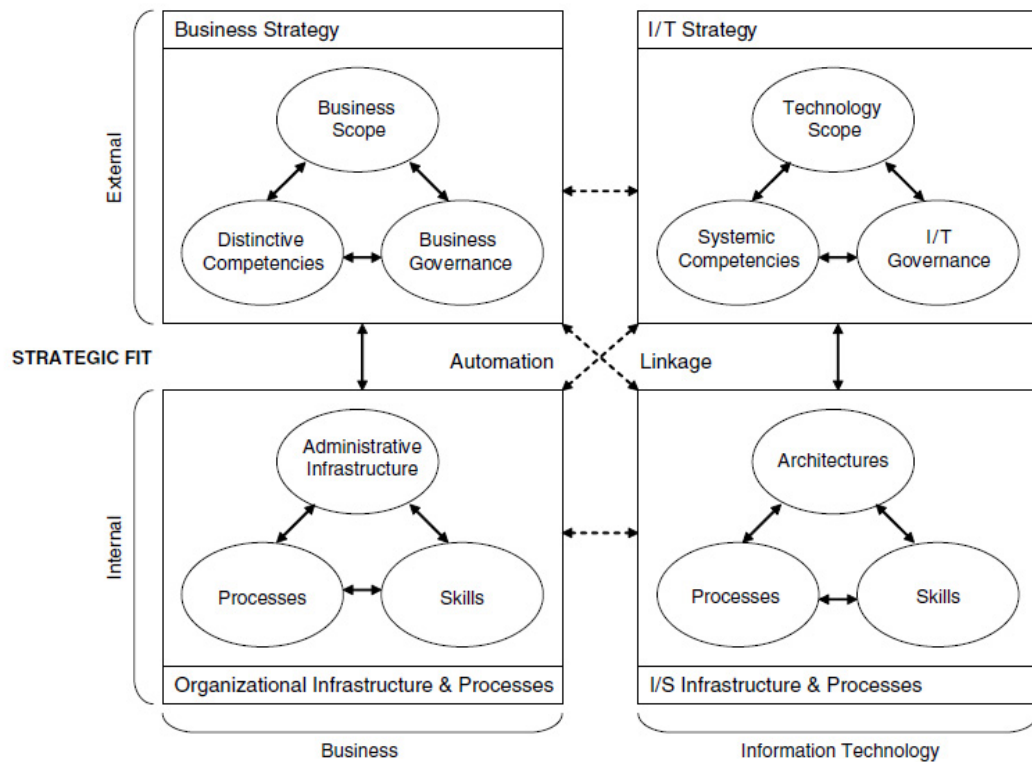 Business Strategy
I/T Strategy
Business
Scope
Technology
Scope
External
Distinctive
Competencies
Business
Governance
Systemic
Competencies
I/T
Governance
STRATEGIC FIT
Automation
Linkage
Administrative
Infrastructure
Architectures
Internal
Processes
Skills
Processes
Skills
Organizational Infrastructure & Processes
I/S Infrastructure & Processes
Business
Information Technology